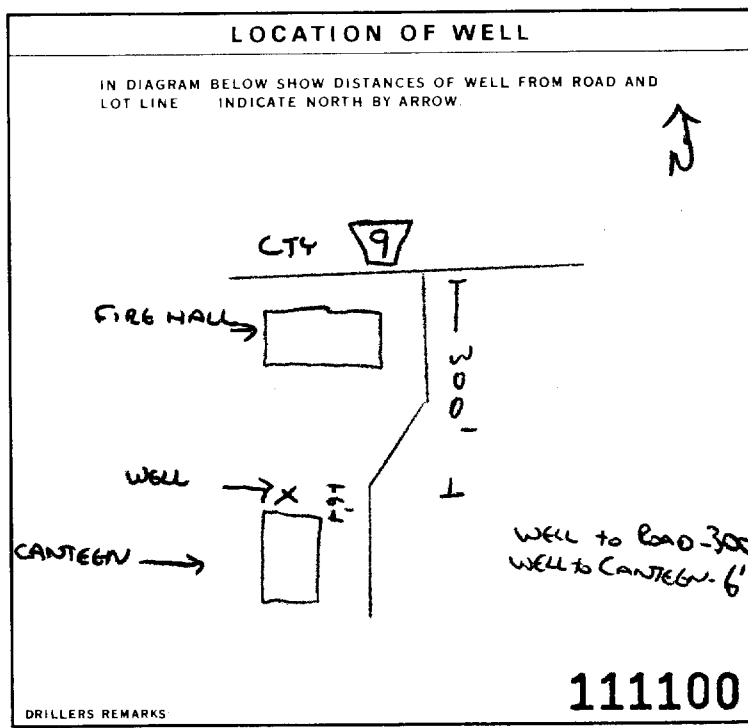 LOCATION OF WELL
IN DIAGRAM BELOW SHOW DISTANCES OF WELL FROM ROAD AND
LOT LINE INDICATE NORTH BY ARROW.
N
CTY 9
FIRE HALL
300'
WELL X
CANTEEN
WELL to ROAD-300
WELL to CANTEEN-6'
111100
DRILLERS REMARKS